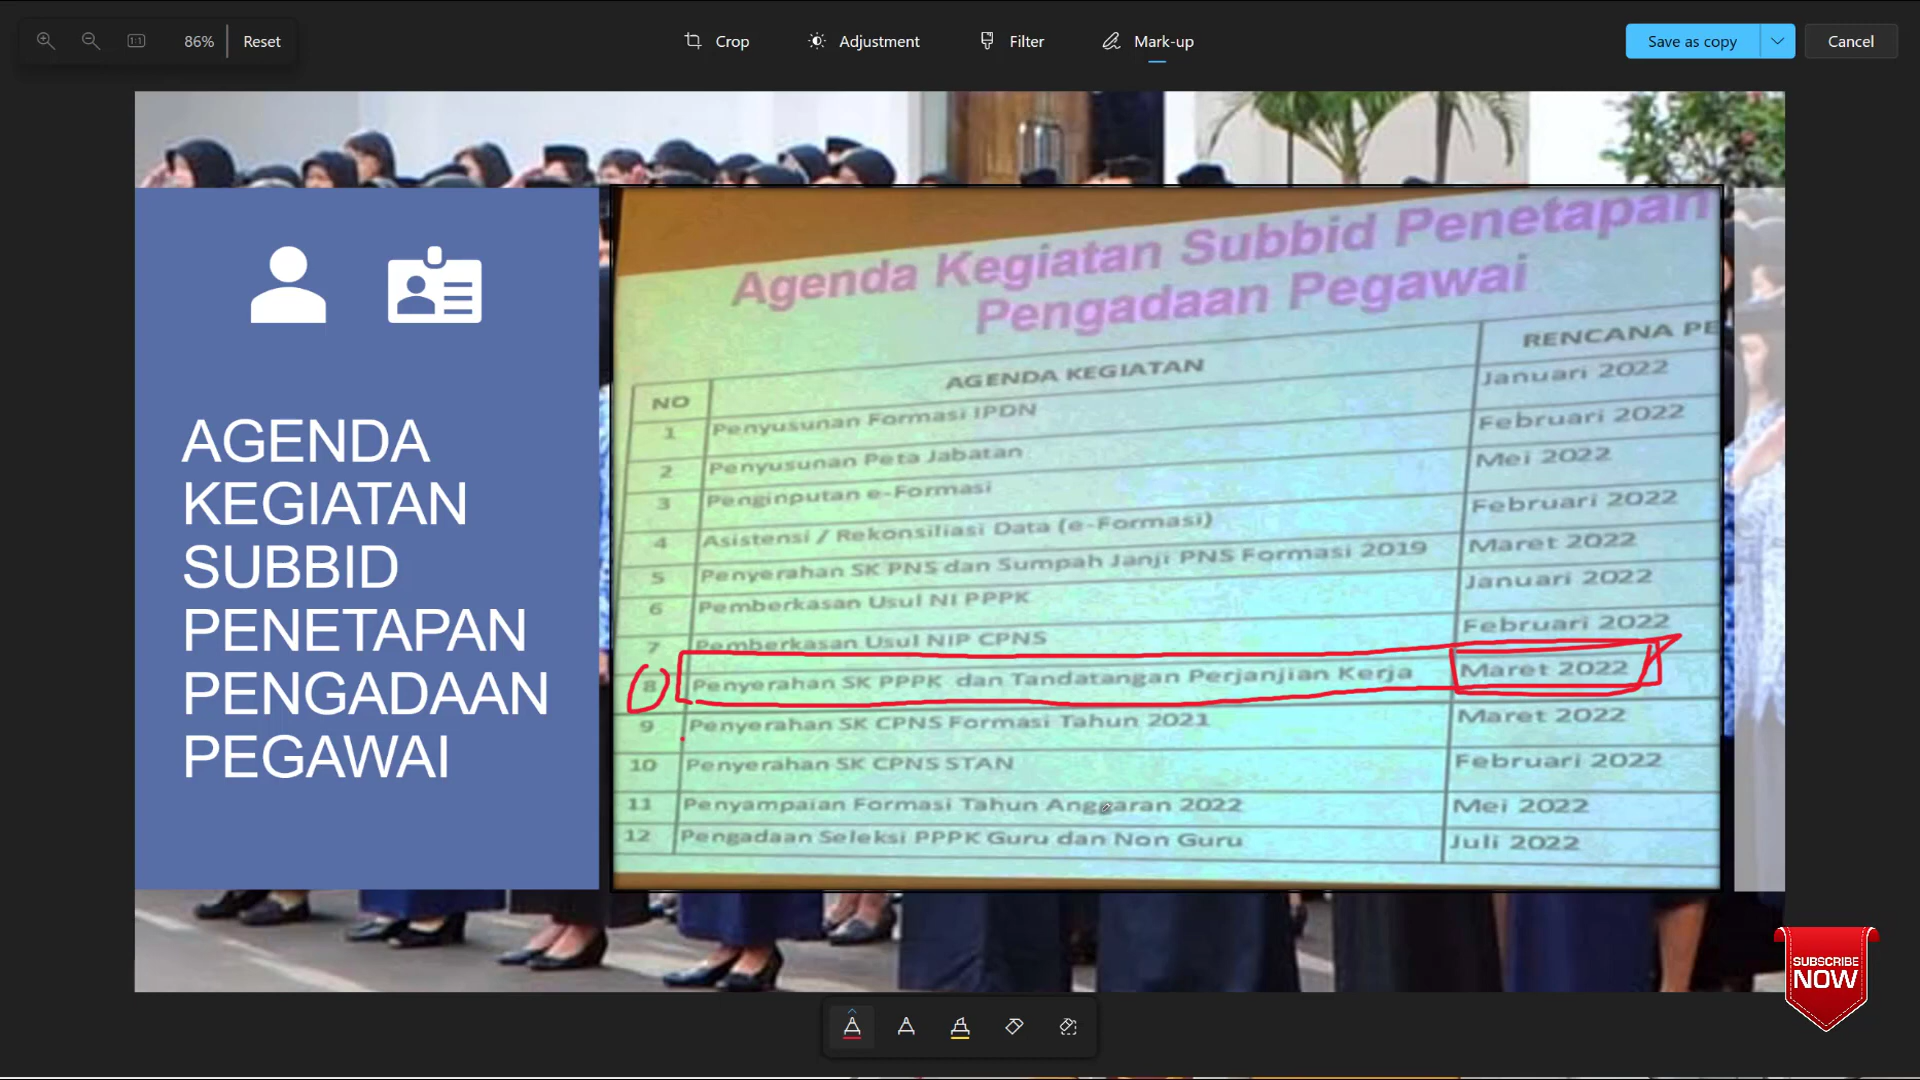 86%
Reset
Crop
Adjustment
Filter
Mark-up
Save as copy
Cancel
AGENDA
KEGIATAN
SUBBID
PENETAPAN
PENGADAAN
PEGAWAI
Agenda Kegiatan Subbid Penetapan
Pengadaan Pegawai
NO AGENDA KEGIATAN RENCANA PE
1 Penyusunan Formasi IPDN Januari 2022
2 Penyusunan Peta Jabatan Februari 2022
3 Penginputan e-Formasi Mei 2022
4 Asistensi / Rekonsiliasi Data (e-Formasi) Februari 2022
5 Penyerahan SK PNS dan Sumpah Janji PNS Formasi 2019 Maret 2022
6 Pemberkasan Usul NI PPPK Januari 2022
7 Pemberkasan Usul NIP CPNS Februari 2022
8 Penyerahan SK PPPK dan Tandatangan Perjanjian Kerja Maret 2022
9 Penyerahan SK CPNS Formasi Tahun 2021 Maret 2022
10 Penyerahan SK CPNS STAN Februari 2022
11 Penyampaian Formasi Tahun Anggaran 2022 Mei 2022
12 Pengadaan Seleksi PPPK Guru dan Non Guru Juli 2022
SUBSCRIBE
NOW